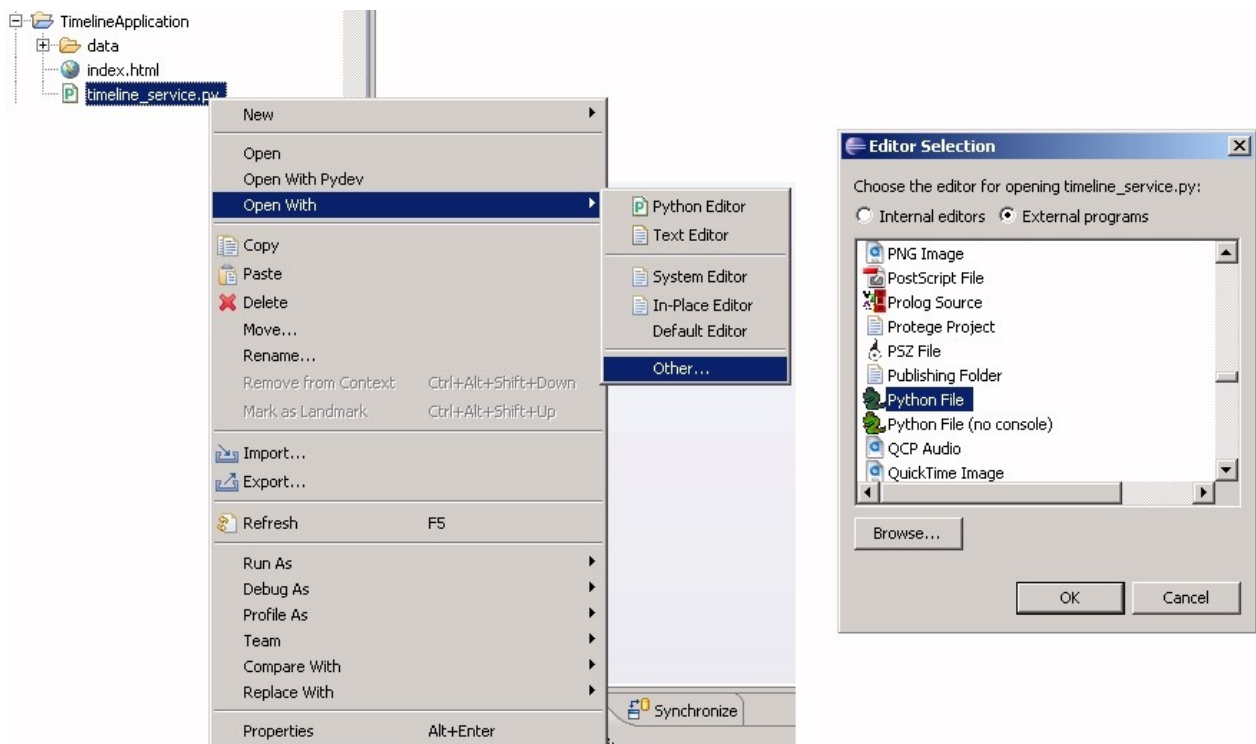 TimelineApplication
data
index.html
timeline_service.py
New
Open
Open With Pydev
Open With
Copy
Paste
Delete
Move...
Rename...
Remove from Context Ctrl+Alt+Shift+Down
Mark as Landmark Ctrl+Alt+Shift+Up
Import...
Export...
Refresh F5
Run As
Debug As
Profile As
Team
Compare With
Replace With
Properties Alt+Enter
Python Editor
Text Editor
System Editor
In-Place Editor
Default Editor
Other...
Synchronize
Editor Selection
Choose the editor for opening timeline_service.py:
Internal editors External programs
PNG Image
PostScript File
Prolog Source
Protege Project
PSZ File
Publishing Folder
Python File
Python File (no console)
QCP Audio
QuickTime Image
Browse...
OK Cancel